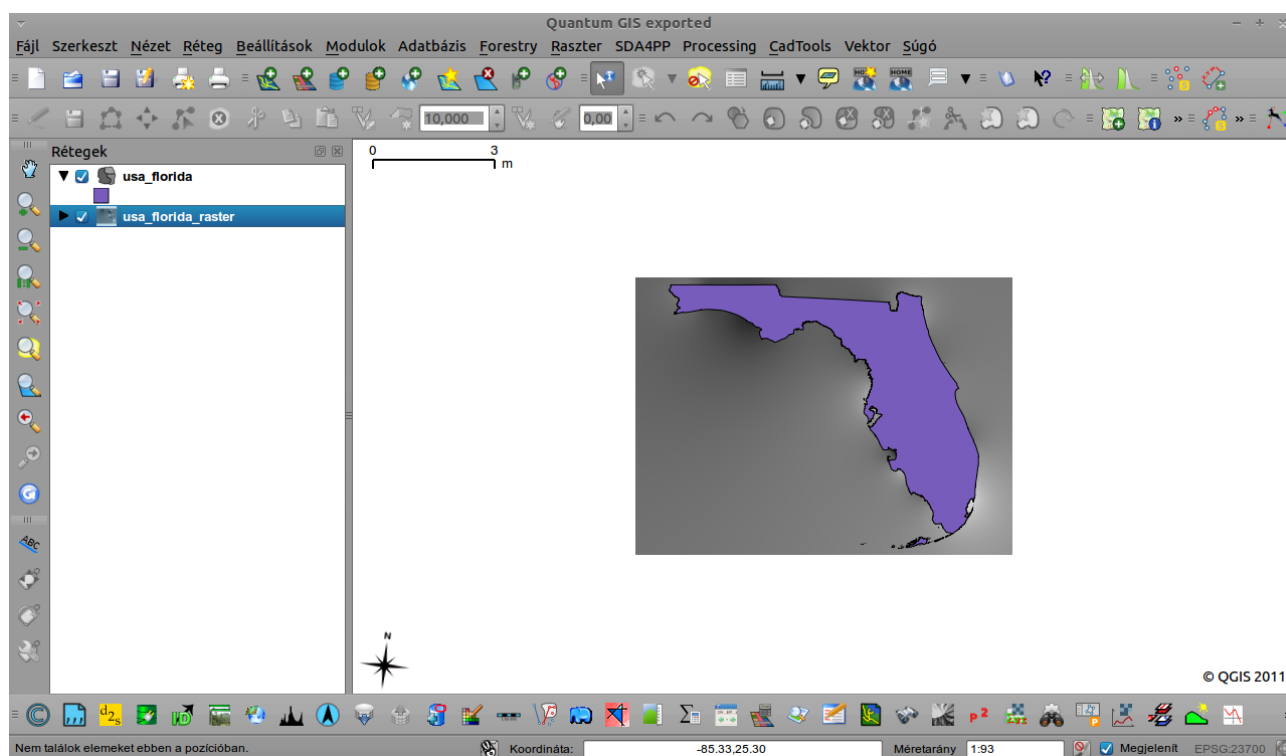 Quantum GIS exported
Fájl Szerkeszt Nézet Réteg Beállítások Modulok Adatbázis Forestry Raszter SDA4PP Processing CadTools Vektor Súgó
10,000 0,00
Rétegek
usa_florida
usa_florida_raster
0 3
m
N
© QGIS 2011
ABC
Nem találok elemeket ebben a pozícióban. Koordináta: -85.33,25.30 Méretarány 1:93 Megjelenít EPSG:23700